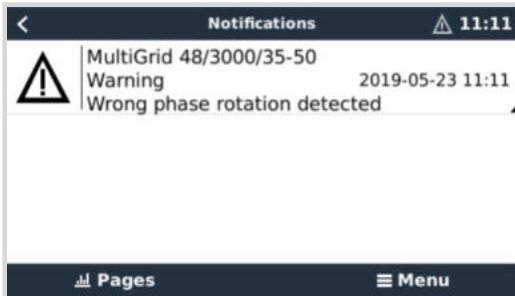 Notifications
11:11
MultiGrid 48/3000/35-50
Warning 2019-05-23 11:11
Wrong phase rotation detected
Pages Menu